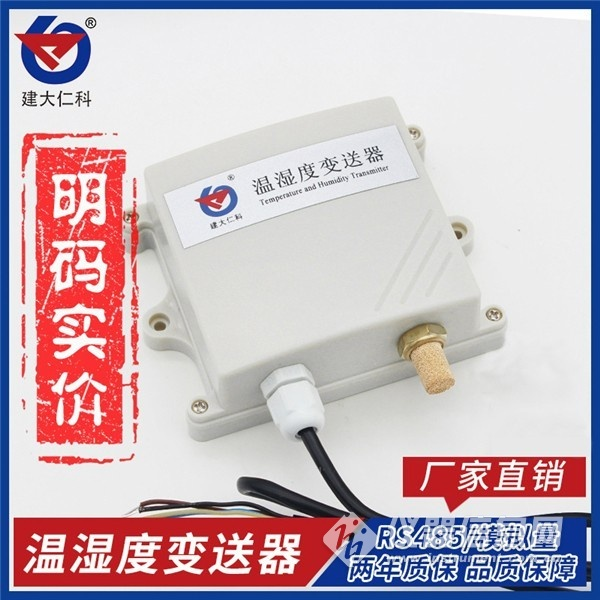 ®
建大仁科
明码实价
®
建大仁科
温湿度变送器
Temperature and Humidity Transmitter
厂家直销
温湿度变送器
RS485/模拟量
两年质保 品质保障